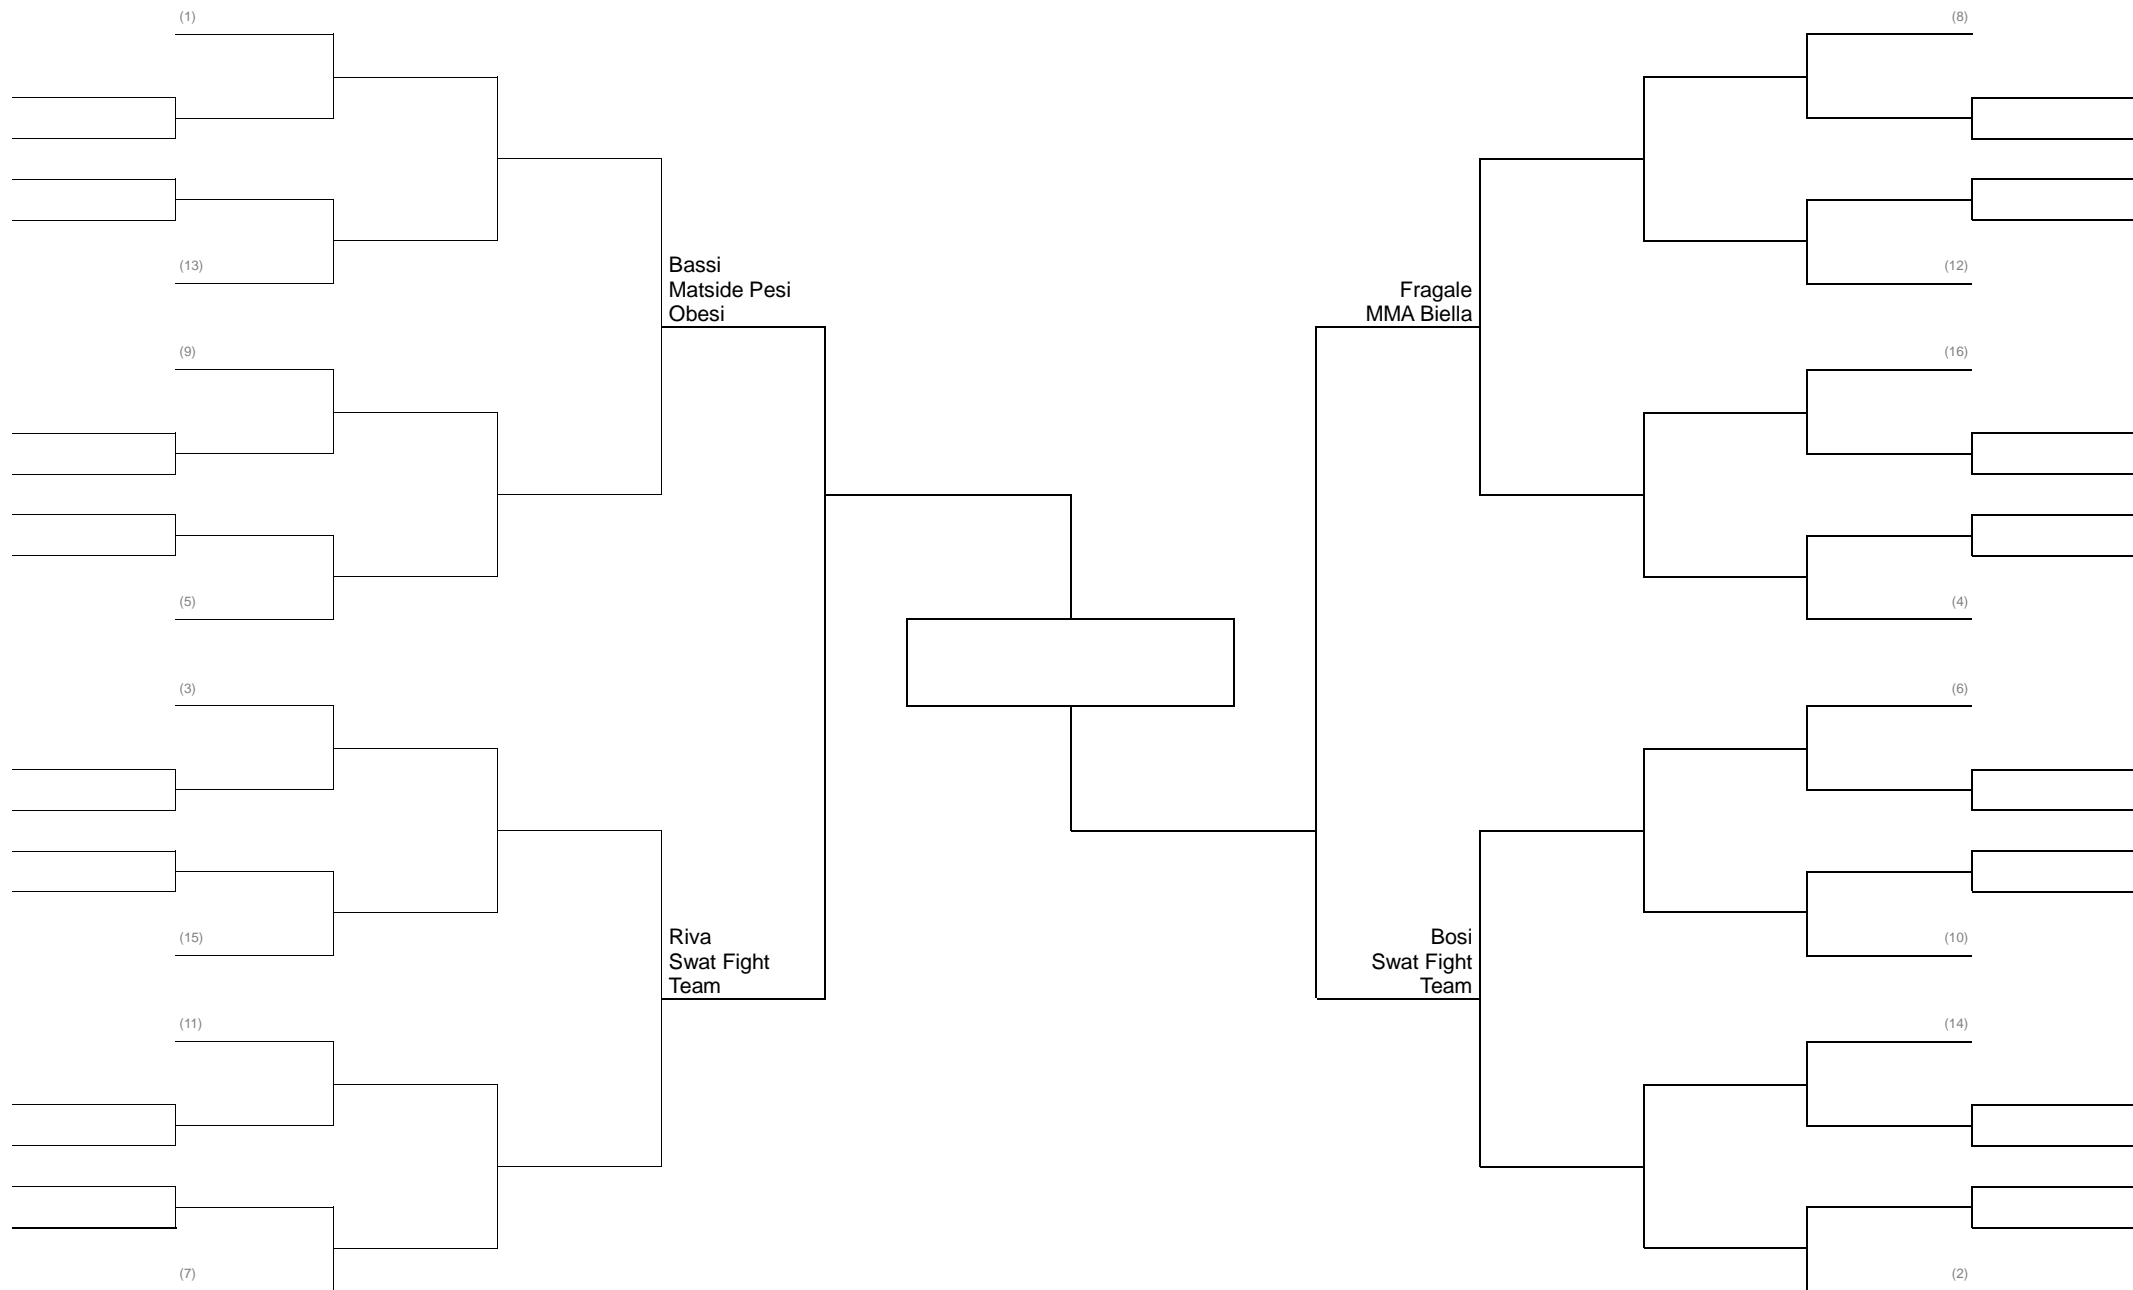 (1)
(8)
(13)
(12)
Bassi
Matside Pesi
Obesi
Fragale
MMA Biella
(9)
(16)
(5)
(4)
(3)
(6)
(15)
(10)
Riva
Swat Fight
Team
Bosi
Swat Fight
Team
(11)
(14)
(7)
(2)